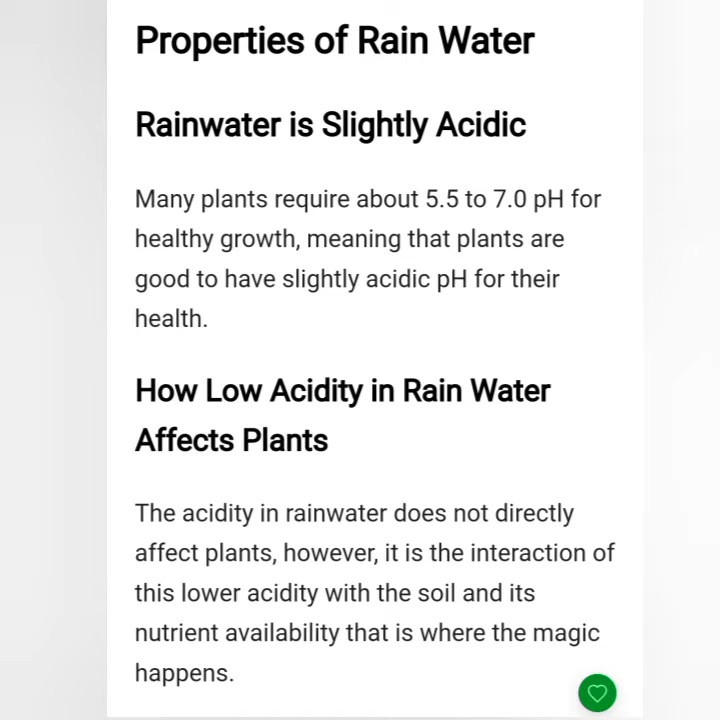 Properties of Rain Water
Rainwater is Slightly Acidic
Many plants require about 5.5 to 7.0 pH for
healthy growth, meaning that plants are
good to have slightly acidic pH for their
health.
How Low Acidity in Rain Water
Affects Plants
The acidity in rainwater does not directly
affect plants, however, it is the interaction of
this lower acidity with the soil and its
nutrient availability that is where the magic
happens.